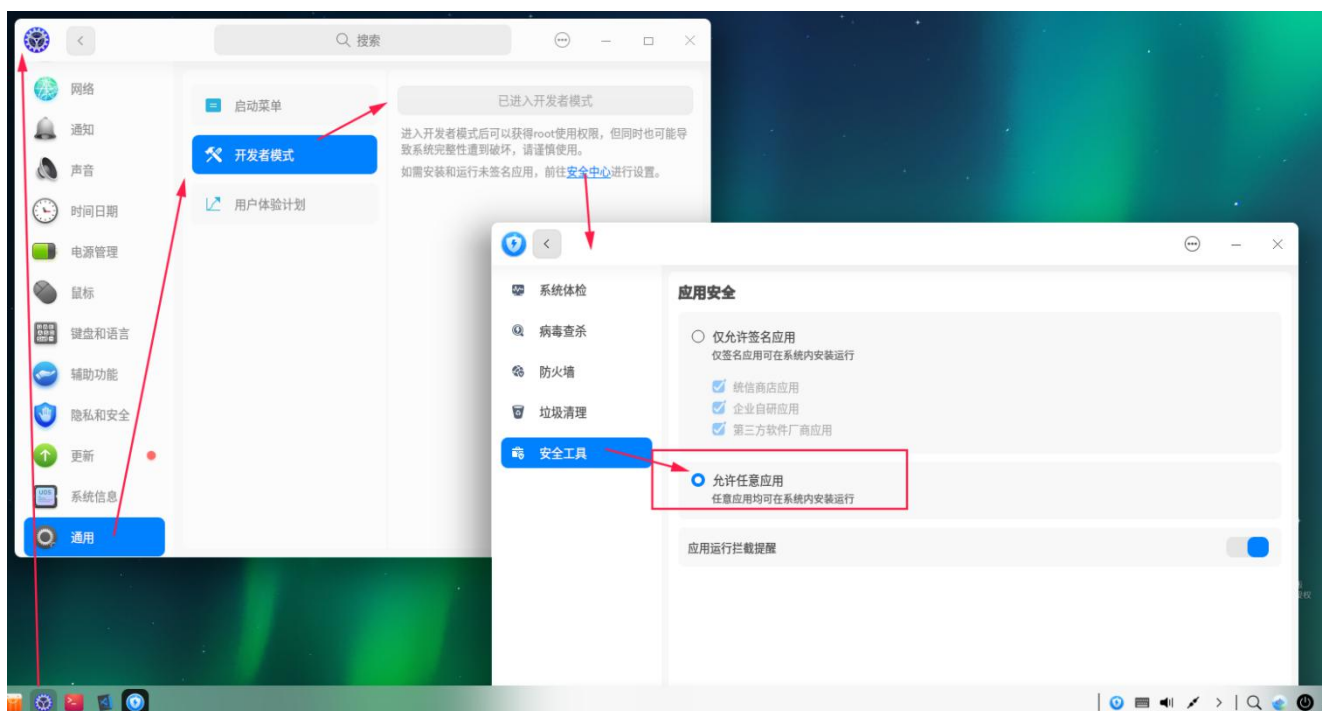 搜索
网络
通知
声音
时间日期
电源管理
鼠标
键盘和语言
辅助功能
隐私和安全
更新
系统信息
通用
启动菜单
开发者模式
用户体验计划
已进入开发者模式
进入开发者模式后可以获得root使用权限，但同时也可能导
致系统完整性遭到破坏，请谨慎使用。
如需安装和运行未签名应用，前往安全中心进行设置。
系统体检
病毒查杀
防火墙
垃圾清理
安全工具
应用安全
仅允许签名应用
仅签名应用可在系统内安装运行
统信商店应用
企业自研应用
第三方软件厂商应用
允许任意应用
任意应用均可在系统内安装运行
应用运行拦截提醒